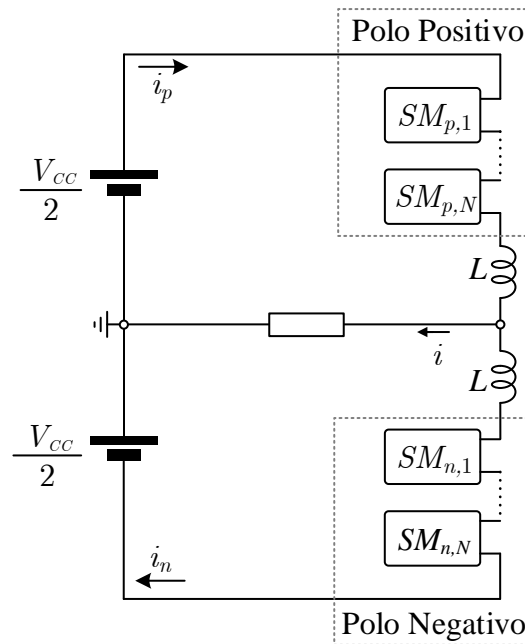 Polo Positivo
i_p
SM_{p,1}
V_{CC}/2
SM_{p,N}
L
i
L
V_{CC}/2
SM_{n,1}
SM_{n,N}
i_n
Polo Negativo